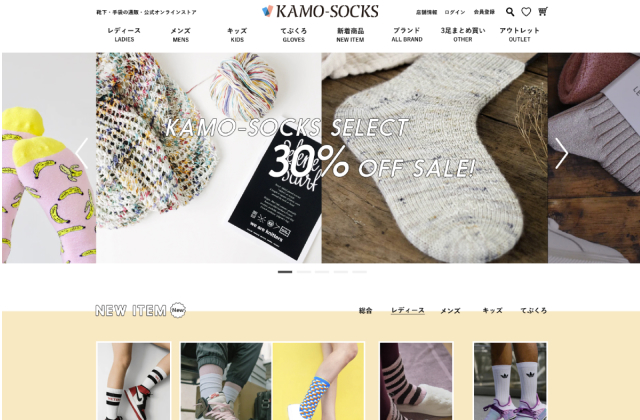 靴下・手袋の通販・公式オンラインストア
KAMO-SOCKS
店舗情報 ログイン 会員登録
レディース メンズ キッズ てぶくろ 新着商品 ブランド 3足まとめ買い アウトレット
LADIES MENS KIDS GLOVES NEW ITEM ALL BRAND OTHER OUTLET
KAMO-SOCKS SELECT
30% OFF SALE!
we are knitters
NEW ITEM New
総合 レディース メンズ キッズ てぶくろ